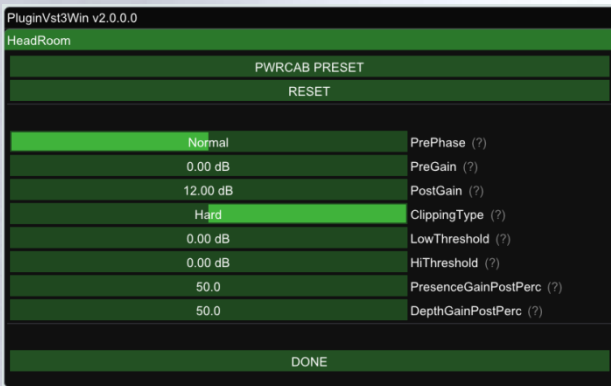 PluginVst3Win v2.0.0.0
HeadRoom
PWRCAB PRESET
RESET
Normal PrePhase (?)
0.00 dB PreGain (?)
12.00 dB PostGain (?)
Hard ClippingType (?)
0.00 dB LowThreshold (?)
0.00 dB HiThreshold (?)
50.0 PresenceGainPostPerc (?)
50.0 DepthGainPostPerc (?)
DONE